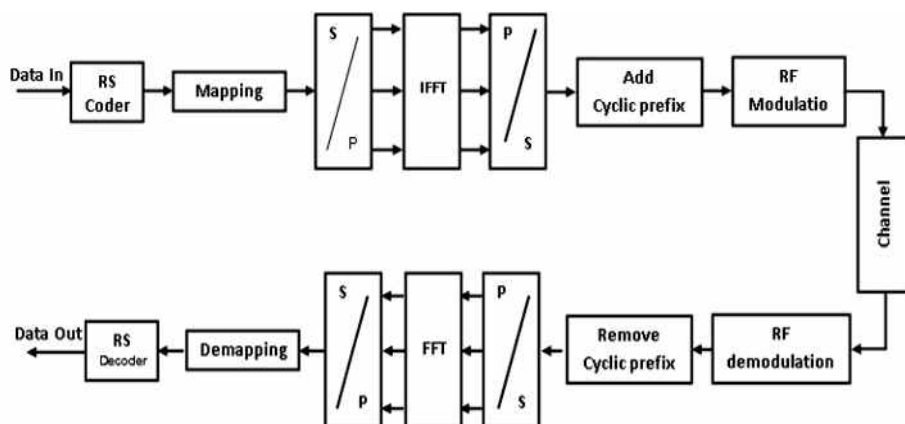 Data In
RS
Coder
Mapping
S
P
IFFT
P
S
Add
Cyclic prefix
RF
Modulatio
Channel
Data Out
RS
Decoder
Demapping
S
P
FFT
P
S
Remove
Cyclic prefix
RF
demodulation